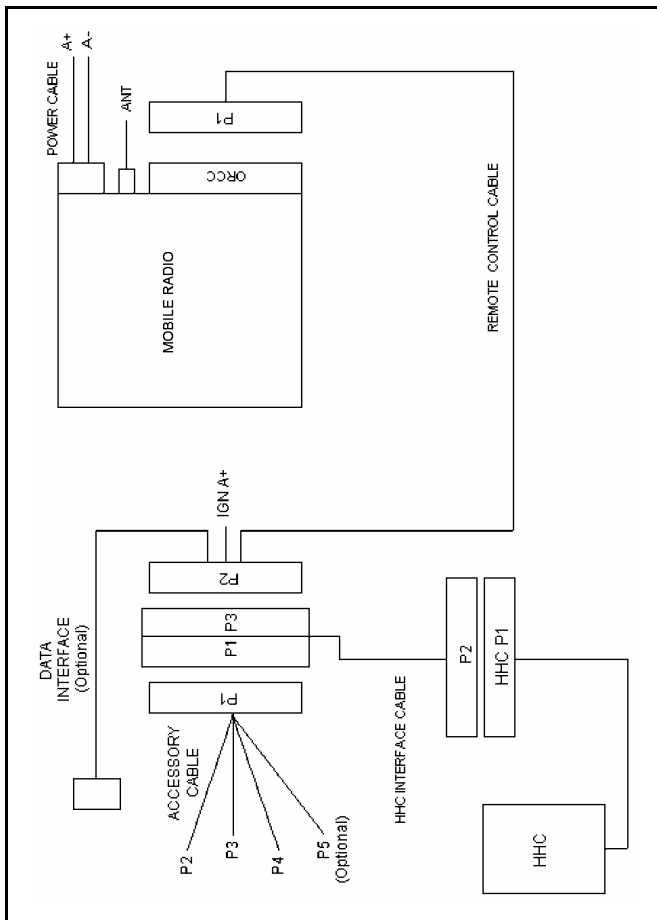 A+
A-
POWER CABLE
ANT
P1
ORCC
MOBILE RADIO
REMOTE CONTROL CABLE
IGN A+
P2
DATA
INTERFACE
(Optional)
P3
P1
P1
ACCESSORY
CABLE
P2
P3
P4
P5
(Optional)
HHC INTERFACE CABLE
P2
HHC P1
HHC